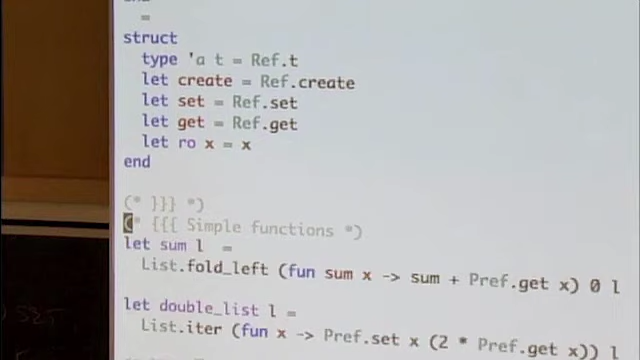 =
struct
type 'a t = Ref.t
let create = Ref.create
let set = Ref.set
let get = Ref.get
let ro x = x
end
(* }}} *)
(* {{{ Simple functions *)
let sum l =
List.fold_left (fun sum x -> sum + Pref.get x) 0 l
let double_list l =
List.iter (fun x -> Pref.set x (2 * Pref.get x)) l